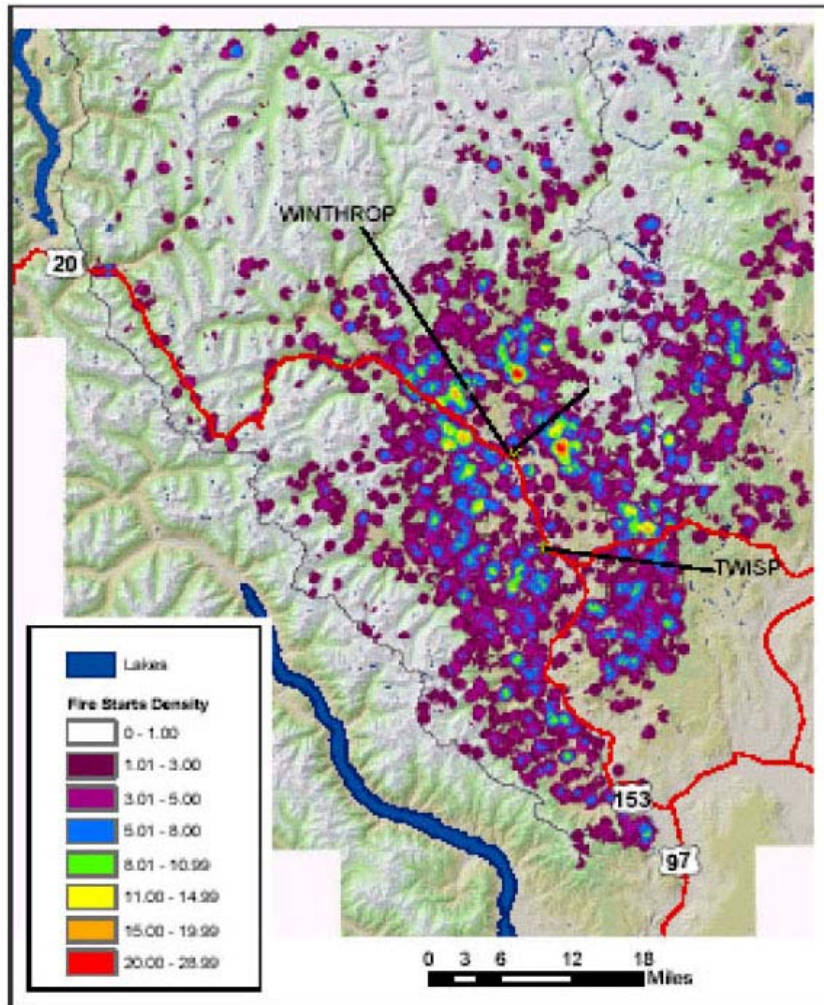 WINTHROP
20
TWISP
Lakes
Fire Starts Density
0 - 1.00
1.01 - 3.00
3.01 - 5.00
5.01 - 8.00
8.01 - 10.99
11.00 - 14.99
15.00 - 19.99
20.00 - 28.99
153
97
0 3 6 12 18
Miles